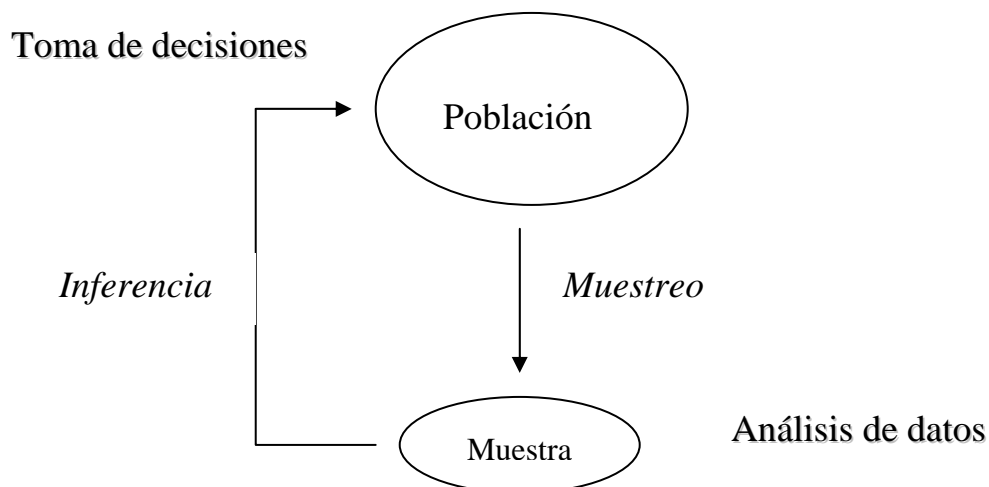 Toma de decisiones
Población
Inferencia
Muestreo
Muestra
Análisis de datos